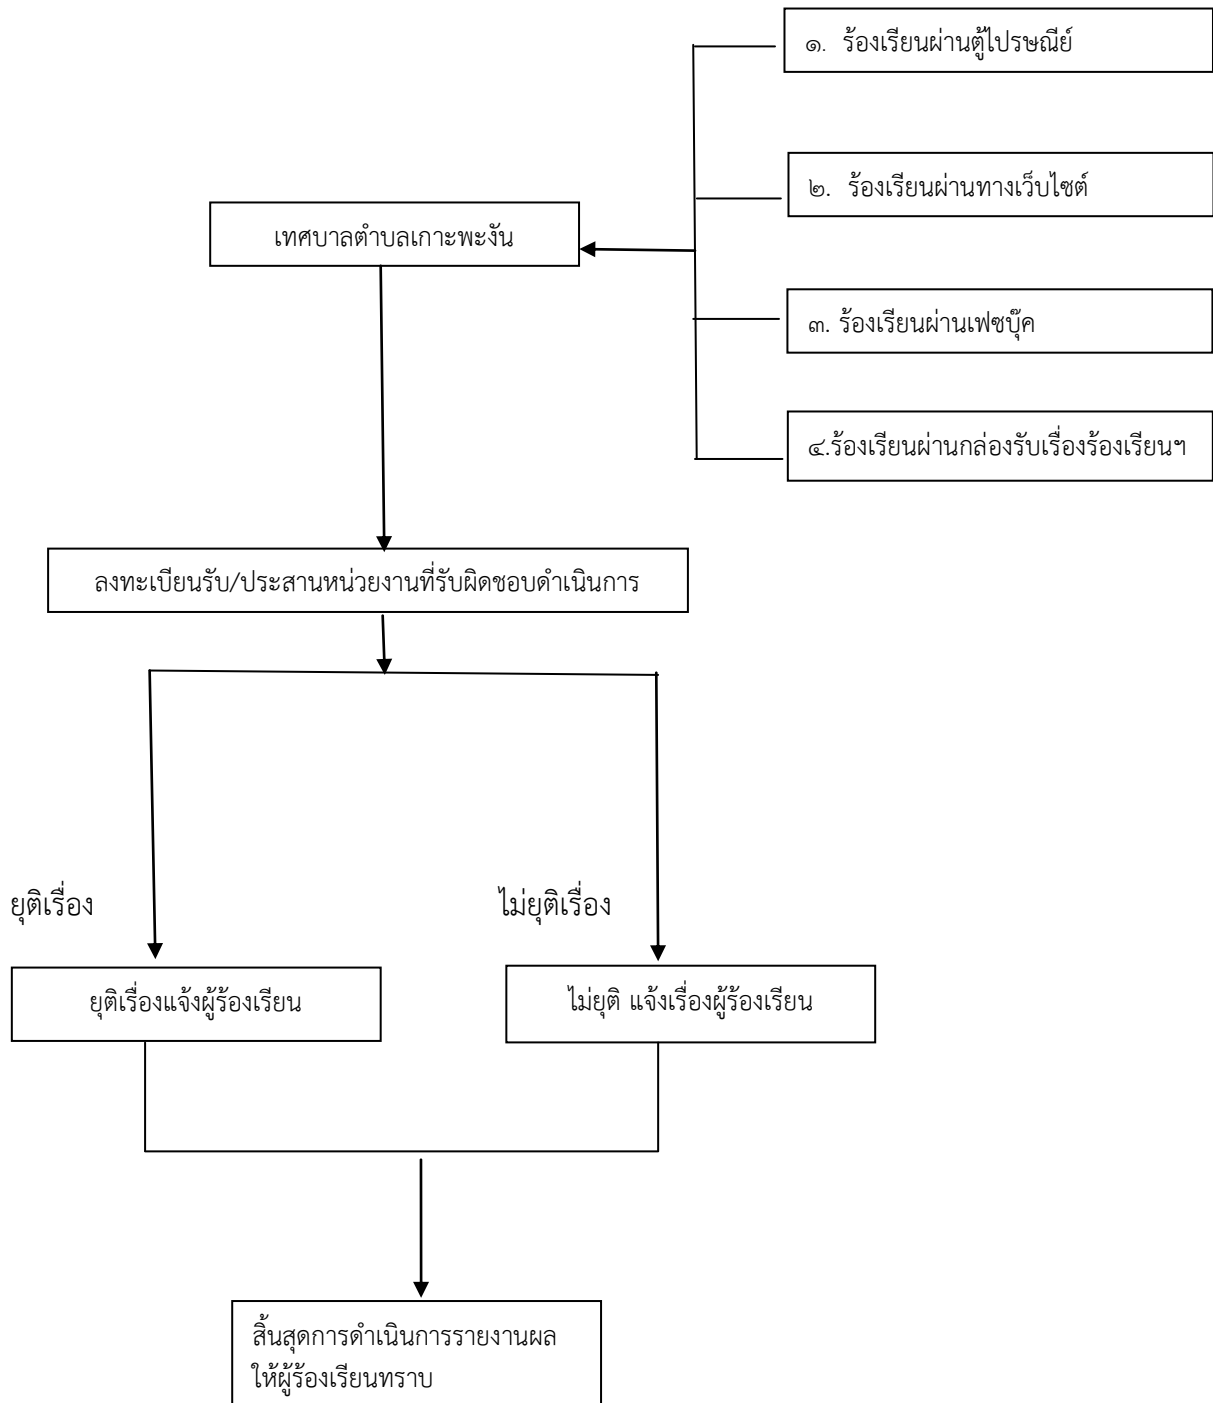 ๑. ร้องเรียนผ่านตู้ไปรษณีย์
๒. ร้องเรียนผ่านทางเว็บไซต์
เทศบาลตำบลเกาะพะงัน
๓. ร้องเรียนผ่านเฟซบุ๊ค
๔.ร้องเรียนผ่านกล่องรับเรื่องร้องเรียนฯ
ลงทะเบียนรับ/ประสานหน่วยงานที่รับผิดชอบดำเนินการ
ยุติเรื่อง
ไม่ยุติเรื่อง
ยุติเรื่องแจ้งผู้ร้องเรียน
ไม่ยุติ แจ้งเรื่องผู้ร้องเรียน
สิ้นสุดการดำเนินการรายงานผล
ให้ผู้ร้องเรียนทราบ